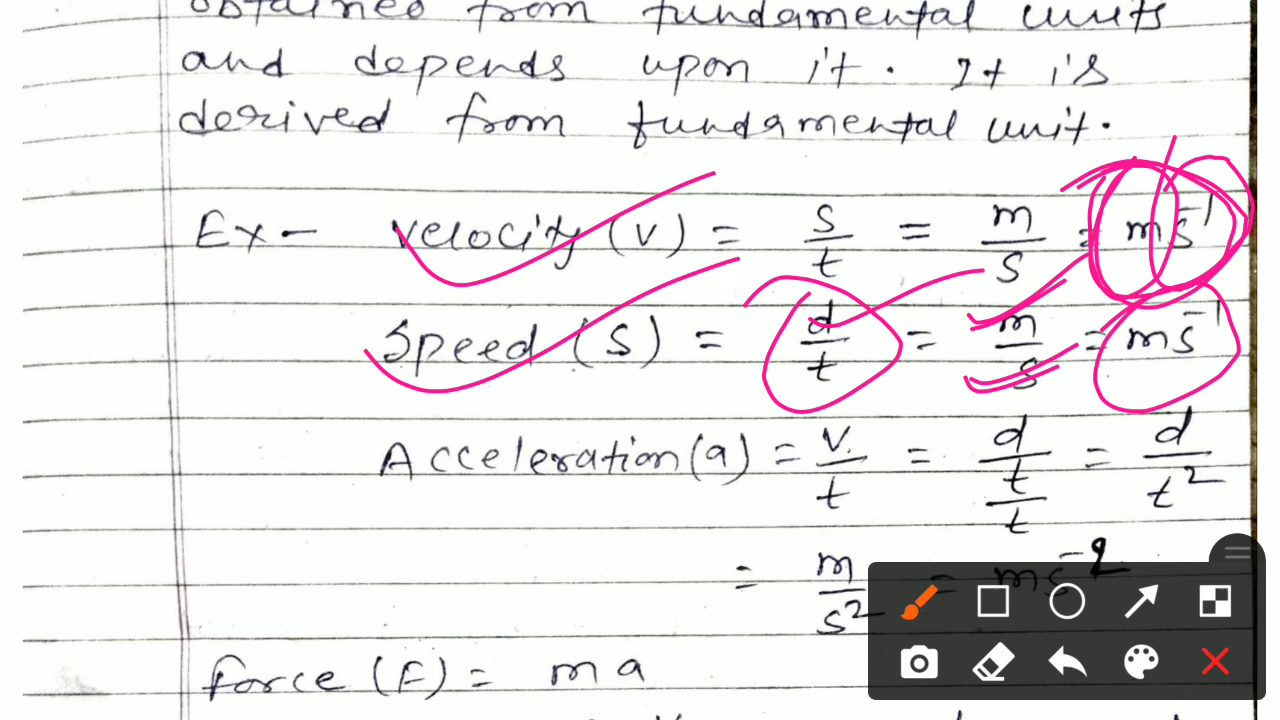 obtained from fundamental units
and depends upon it. It is
derived from fundamental unit.
Ex - Velocity (v) = s/t = m/s = ms⁻¹
Speed (s) = d/t = m/s = ms⁻¹
Acceleration (a) = v/t = d/t/t = d/t²
= m/s² = ms⁻²
force (F) = ma